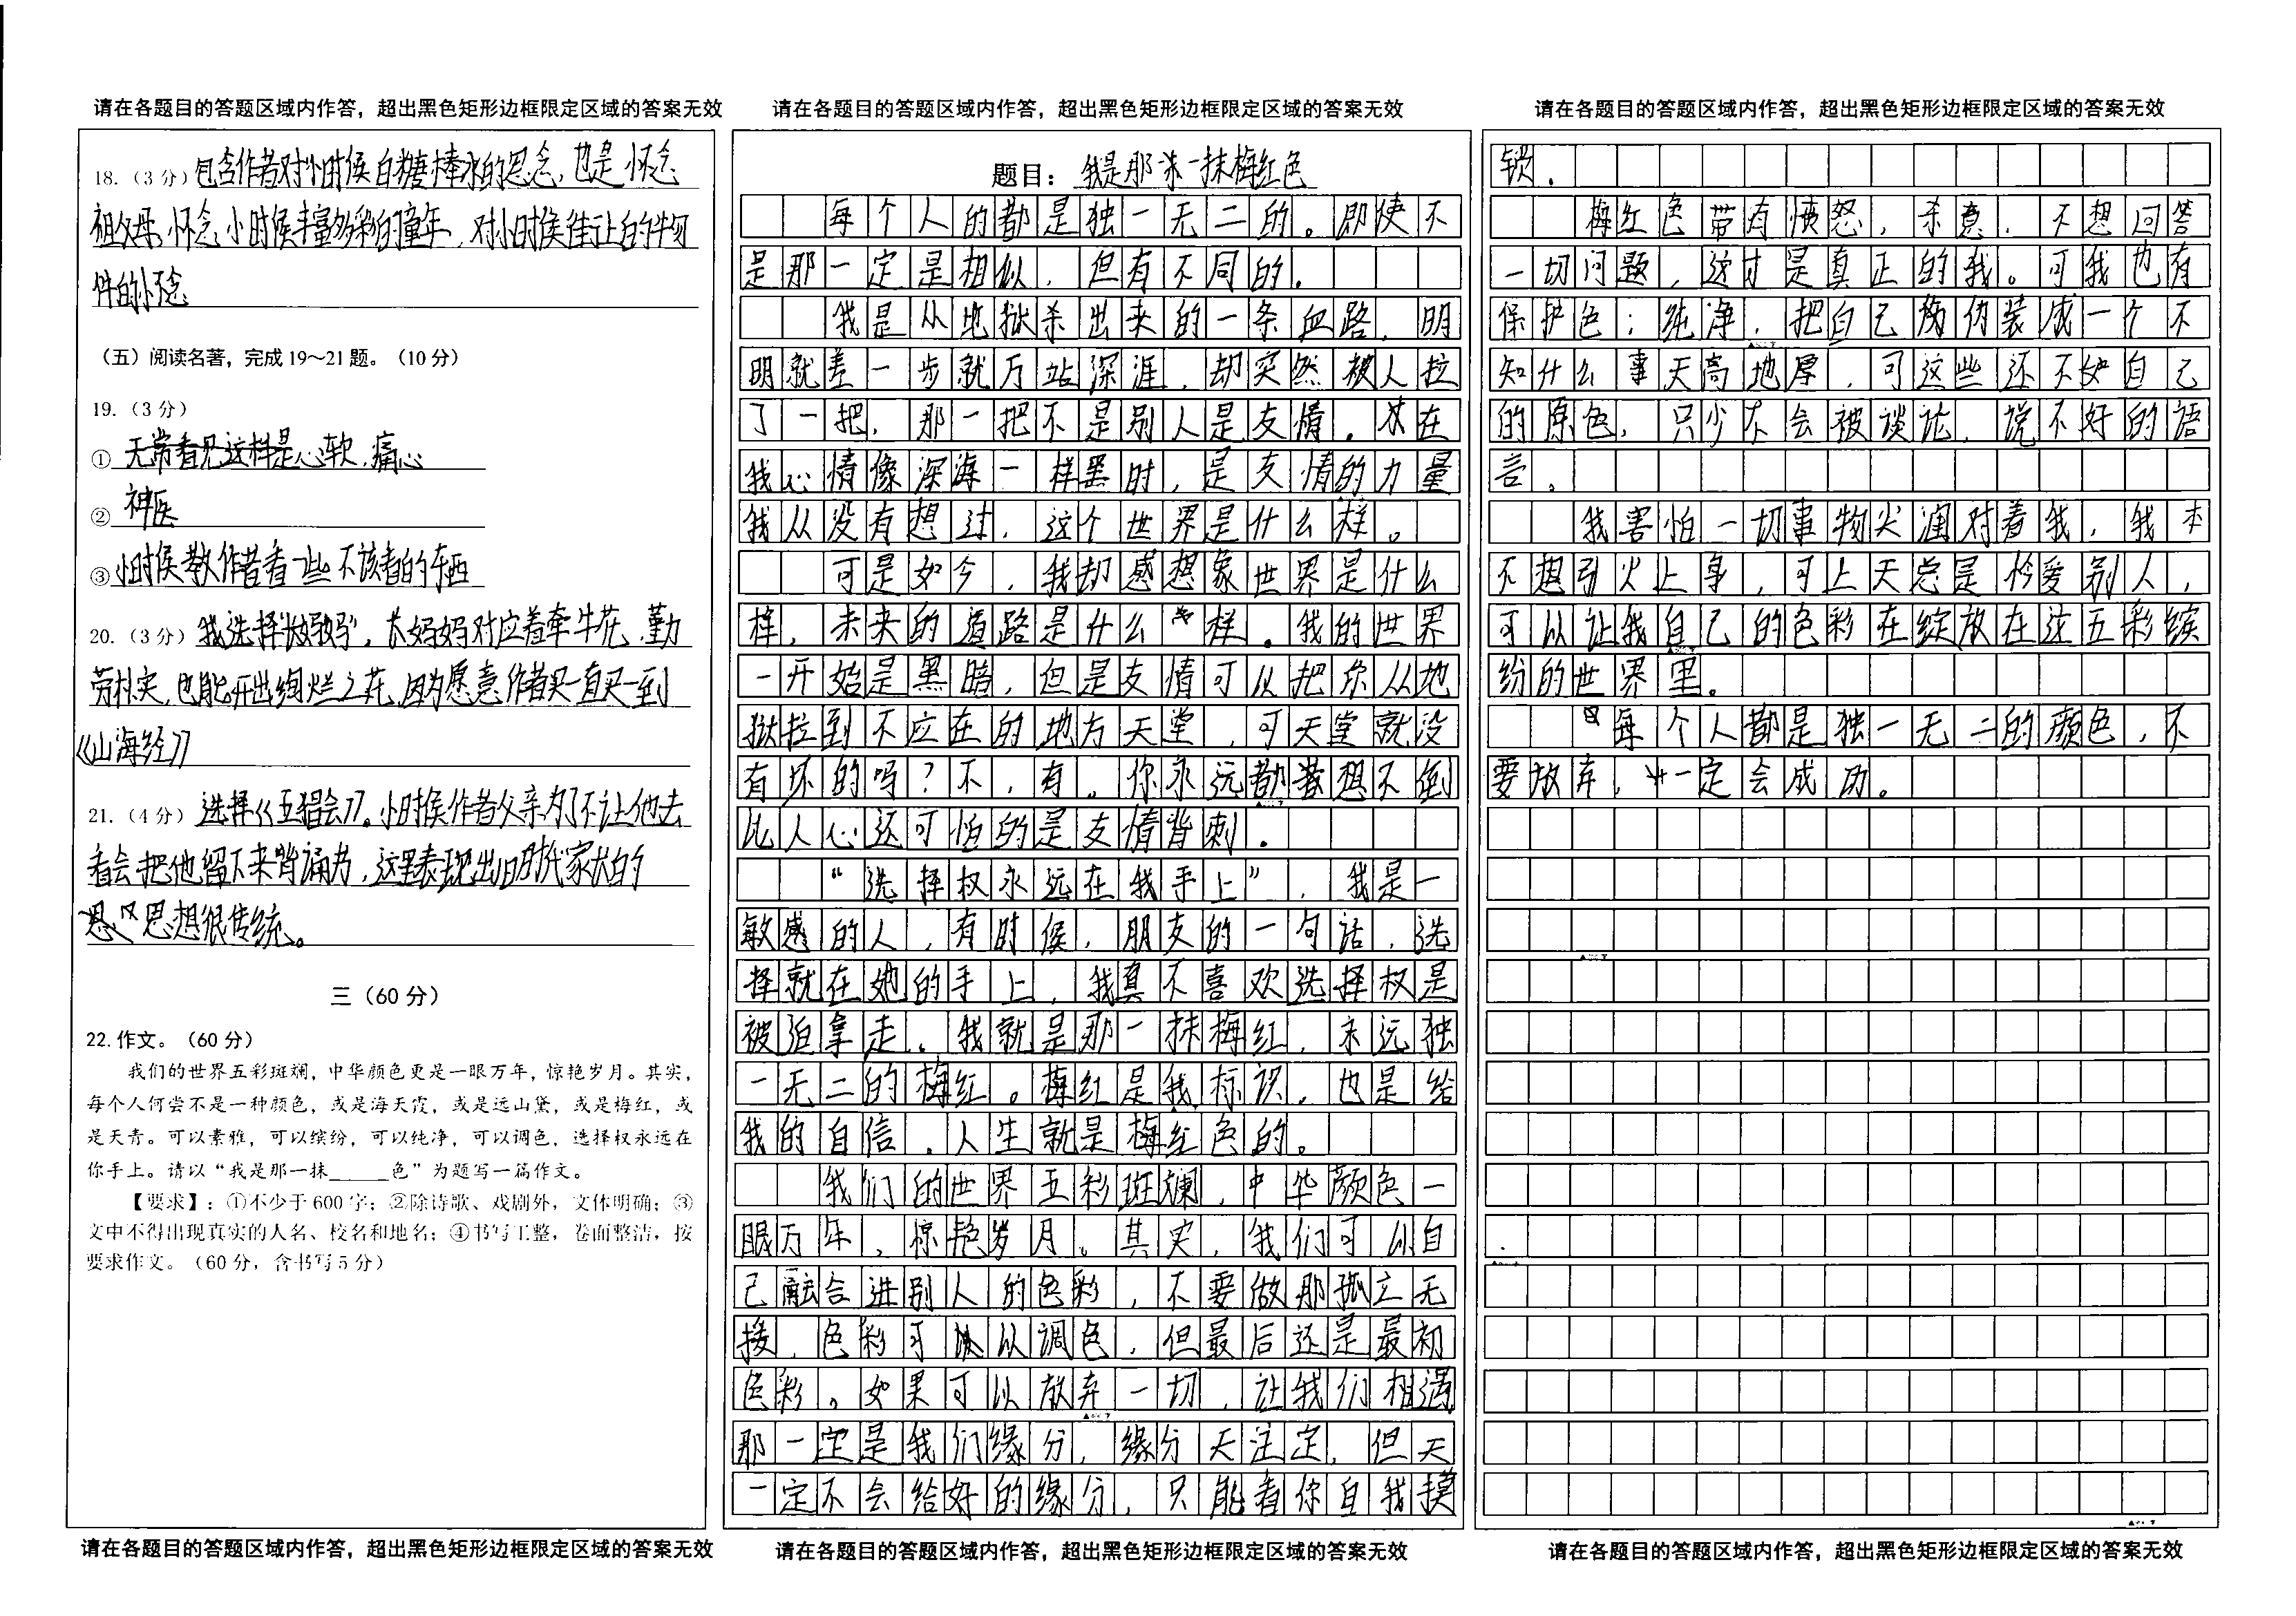 请在各题目的答题区域内作答，超出黑色矩形边框限定区域的答案无效
18.（3分）包含作者对小时候白糖棒冰的思念，也是怀念
祖父母，怀念小时候丰富多彩的童年，对小时候街上的物
件的怀念
（五）阅读名著，完成19～21题。（10分）
19.（3分）
① 无常看见这样是心软，痛心
② 神医
③ 小时候教作者看一些不该看的东西
20.（3分）我选择“长妈妈”，长妈妈对应着牵牛花，勤
劳朴实，也能开出绚烂之花，因为愿意作者买一直买一到
《山海经》
21.（4分）选择《五猖会》。小时候作者父亲为了不让他去
看会把他留下来背诵为，这里表现出旧时代家长的
思想很传统。
三（60分）
22.作文。（60分）
我们的世界五彩斑斓，中华颜色更是一眼万年，惊艳岁月。其实，
每个人何尝不是一种颜色，或是海天霞，或是远山黛，或是梅红，或
是天青。可以素雅，可以缤纷，可以纯净，可以调色，选择权永远在
你手上。请以“我是那一抹_____色”为题写一篇作文。
【要求】：①不少于600字；②除诗歌、戏剧外，文体明确；③
文中不得出现真实的人名、校名和地名；④书写工整，卷面整洁，按
要求作文。（60分，含书写5分）
请在各题目的答题区域内作答，超出黑色矩形边框限定区域的答案无效
请在各题目的答题区域内作答，超出黑色矩形边框限定区域的答案无效
题目：我是那一抹梅红色
每个人的都是独一无二的。即使不
是那一定是相似，但有不同的。
我是从地狱杀出来的一条血路，明
明就差一步就万站深涯，却突然被人拉
了一把，那一把不是别人是友情。在
我心情像深海一样黑时，是友情的力量
我从没有想过，这个世界是什么样。
可是如今，我却感想象世界是什么
样，未来的道路是什么样。我的世界
一开始是黑暗，但是友情可以把你从地
狱拉到不应在的地方天堂，可天堂就没
有坏的吗？不，有。你永远都想不到
比人心还可怕的是友情背刺。
“选择权永远在我手上”，我是一
敏感的人，有时候，朋友的一句话，选
择就在她的手上，我真不喜欢选择权是
被迫拿走，我就是那一抹梅红，永远独
一无二的梅红。梅红是我标识，也是给
我的自信，人生就是梅红色的。
我们的世界五彩斑斓，中华颜色一
眼万年，惊艳岁月。其实，我们可以自
己融合进别人的色彩，不要做那孤立无
援，色彩可以调色，但最后还是最初
色彩。如果可以放弃一切，让我们相遇
那一定是我们缘分，缘分天注定，但天
一定不会给好的缘分，只能看你自我摸
请在各题目的答题区域内作答，超出黑色矩形边框限定区域的答案无效
请在各题目的答题区域内作答，超出黑色矩形边框限定区域的答案无效
锁．
梅红色带有愤怒，杀意，不想回答
一切问题，这才是真正的我。可我也有
保护色；纯净，把自己伪装成一个不
知什么事天高地厚，可这些还不如自己
的原色，只少不会被谈论，说不好的语
言。
我害怕一切事物尖锐对着我，我本
不想引火上身，可上天总是怜爱别人，
可以让我自己的色彩在绽放在这五彩缤
纷的世界里。
每个人都是独一无二的颜色，不
要放弃，一定会成功。
请在各题目的答题区域内作答，超出黑色矩形边框限定区域的答案无效